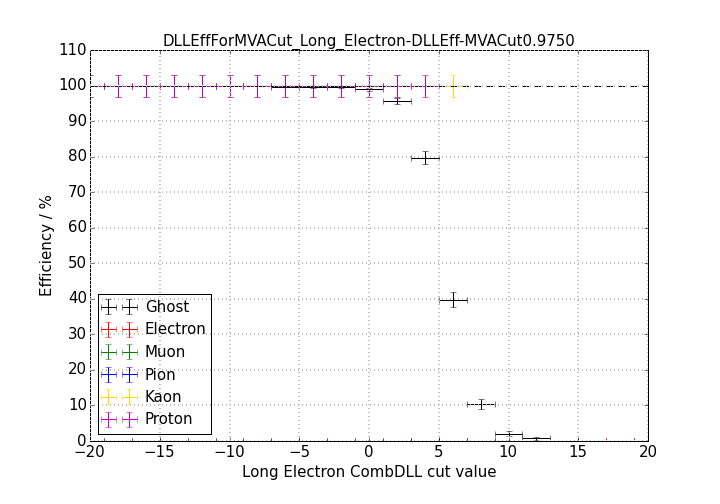 DLLEffForMVACut_Long_Electron-DLLEff-MVACut0.9750
110
100
90
80
70
60
50
40
30
20
10
0
Efficiency / %
Ghost
Electron
Muon
Pion
Kaon
Proton
−20 −15 −10 −5 0 5 10 15 20
Long Electron CombDLL cut value